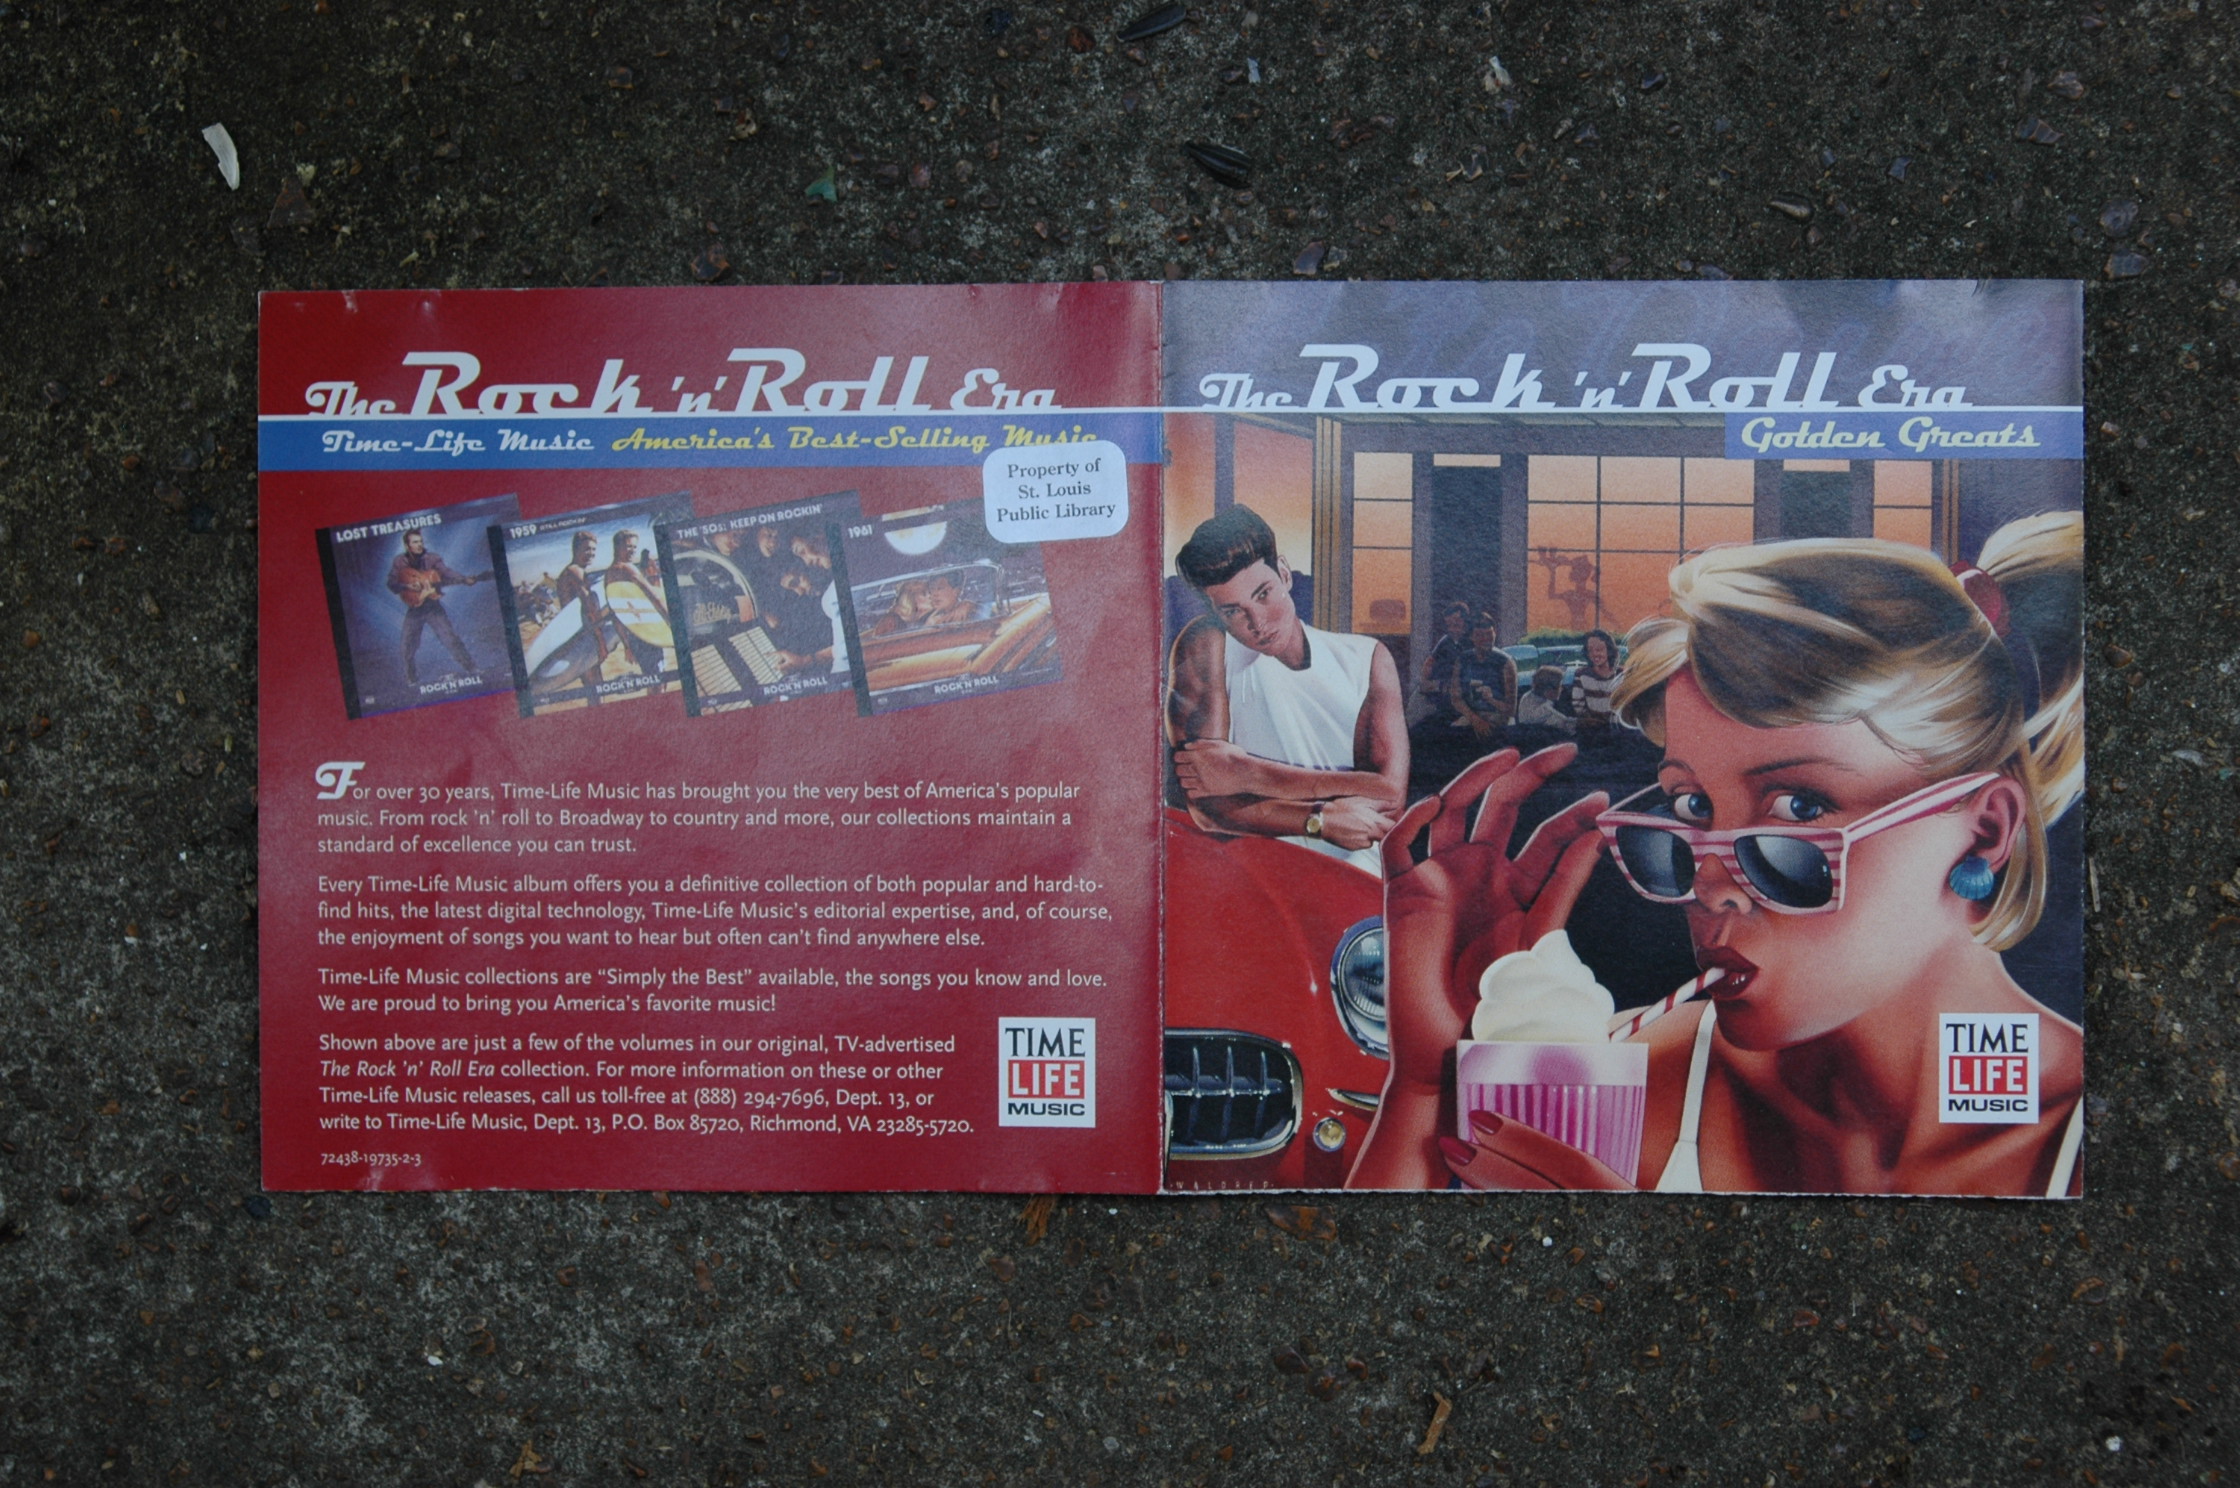 The Rock 'n' Roll Era
Time-Life Music America's Best-Selling Music
Property of
St. Louis
Public Library
LOST TREASURES
ROCK'N ROLL
1959
ROCK'N ROLL
THE '50s: KEEP ON ROCKIN'
ROCK'N ROLL
1961
ROCK'N ROLL
For over 30 years, Time-Life Music has brought you the very best of America's popular
music. From rock 'n' roll to Broadway to country and more, our collections maintain a
standard of excellence you can trust.
Every Time-Life Music album offers you a definitive collection of both popular and hard-to-
find hits, the latest digital technology, Time-Life Music's editorial expertise, and, of course,
the enjoyment of songs you want to hear but often can't find anywhere else.
Time-Life Music collections are “Simply the Best” available, the songs you know and love.
We are proud to bring you America's favorite music!
Shown above are just a few of the volumes in our original, TV-advertised
The Rock 'n' Roll Era collection. For more information on these or other
Time-Life Music releases, call us toll-free at (888) 294-7696, Dept. 13, or
write to Time-Life Music, Dept. 13, P.O. Box 85720, Richmond, VA 23285-5720.
72438-19735-2-3
TIME
LIFE
MUSIC
The Rock 'n' Roll Era
Golden Greats
TIME
LIFE
MUSIC